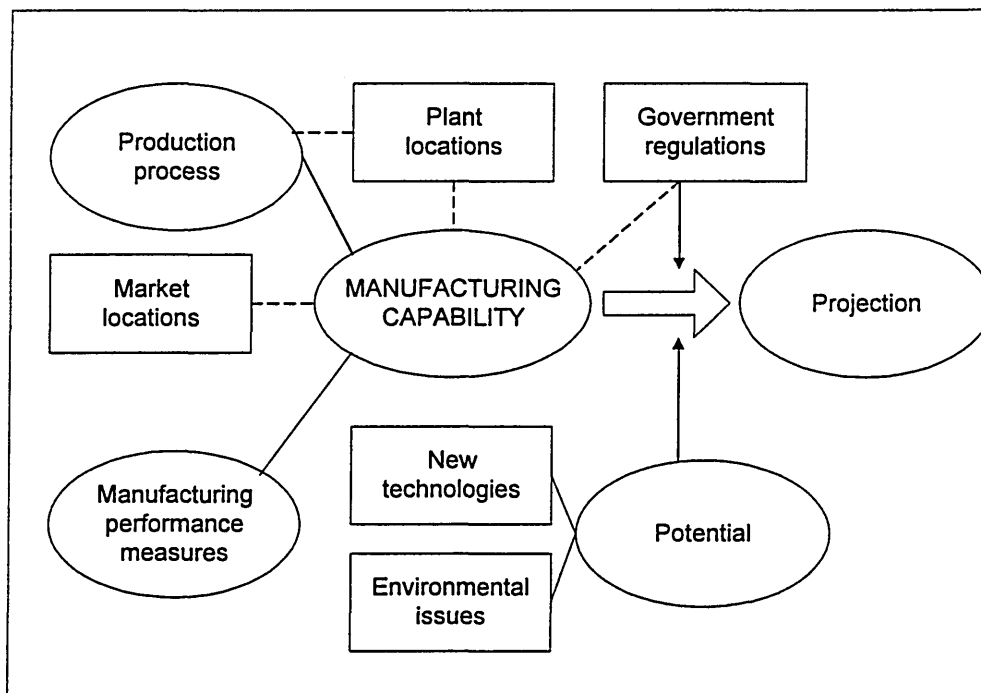 Production
process
Plant
locations
Government
regulations
Market
locations
MANUFACTURING
CAPABILITY
Projection
New
technologies
Manufacturing
performance
measures
Potential
Environmental
issues